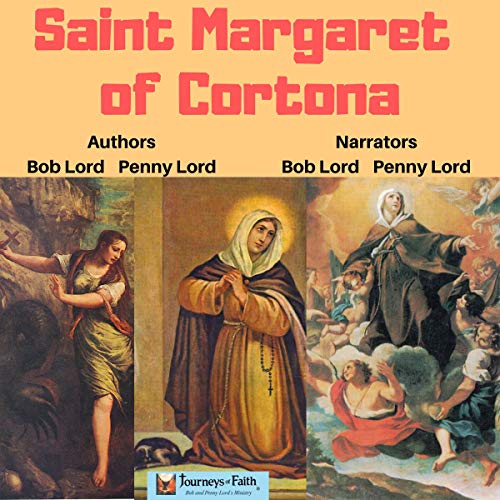 Saint Margaret
of Cortona
Authors
Bob Lord Penny Lord
Narrators
Bob Lord Penny Lord
Journeys of Faith®
Bob and Penny Lord's Ministry